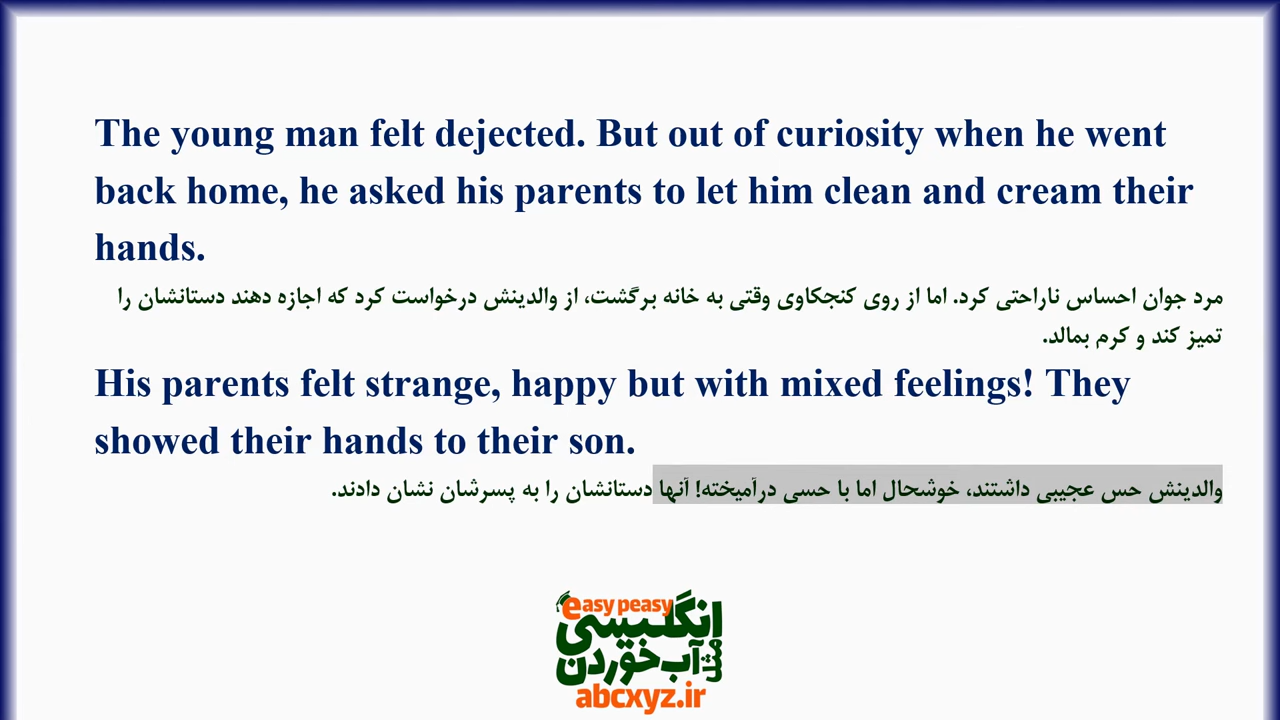 The young man felt dejected. But out of curiosity when he went
back home, he asked his parents to let him clean and cream their
hands.
مرد جوان احساس ناراحتی کرد. اما از روی کنجکاوی وقتی به خانه برگشت، از والدینش درخواست کرد که اجازه دهند دستانشان را
تمیز کند و کرم بمالد.
His parents felt strange, happy but with mixed feelings! They
showed their hands to their son.
والدینش حس عجیبی داشتند، خوشحال اما با حسی درآمیخته! آنها دستانشان را به پسرشان نشان دادند.
easy peasy
انگلیسی
مثل آب خوردن
abcxyz.ir